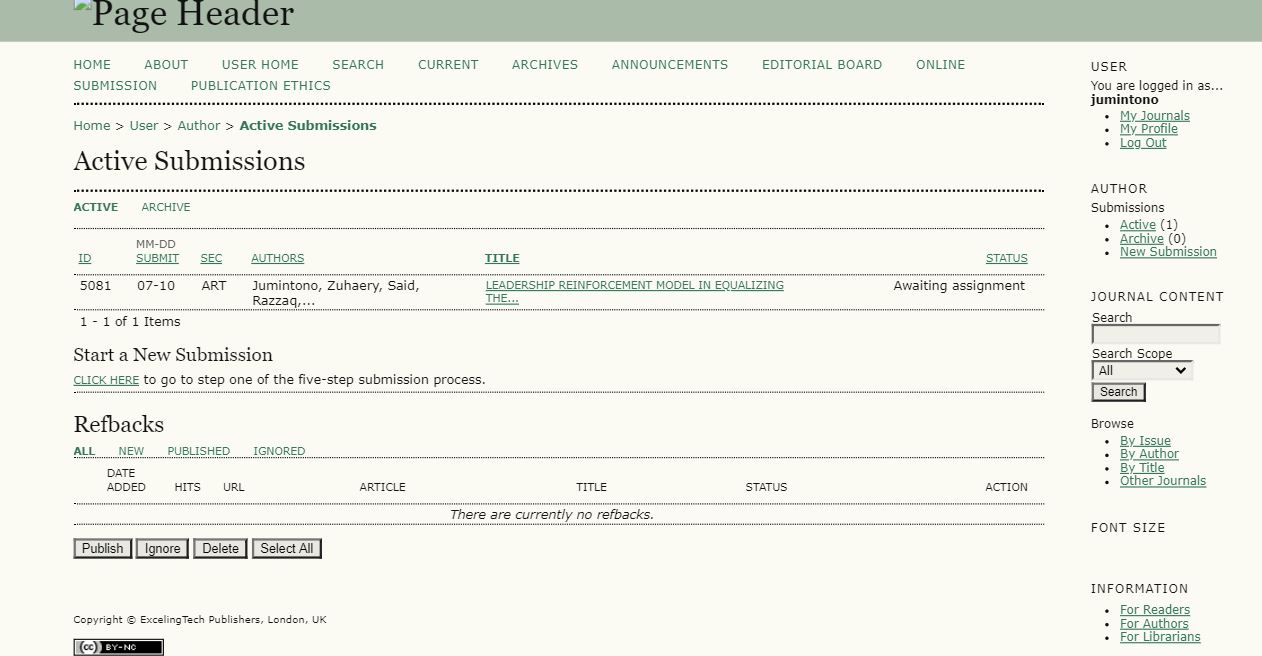 Page Header
HOME ABOUT USER HOME SEARCH CURRENT ARCHIVES ANNOUNCEMENTS EDITORIAL BOARD ONLINE
SUBMISSION PUBLICATION ETHICS
Home > User > Author > Active Submissions
Active Submissions
ACTIVE ARCHIVE
MM-DD
ID SUBMIT SEC AUTHORS TITLE STATUS
5081 07-10 ART Jumintono, Zuhaery, Said, LEADERSHIP REINFORCEMENT MODEL IN EQUALIZING Awaiting assignment
Razzaq,... THE...
1 - 1 of 1 Items
Start a New Submission
CLICK HERE to go to step one of the five-step submission process.
Refbacks
ALL NEW PUBLISHED IGNORED
DATE
ADDED HITS URL ARTICLE TITLE STATUS ACTION
There are currently no refbacks.
Publish Ignore Delete Select All
Copyright © ExcelingTech Publishers, London, UK
cc BY-NC
USER
You are logged in as...
jumintono
My Journals
My Profile
Log Out
AUTHOR
Submissions
Active (1)
Archive (0)
New Submission
JOURNAL CONTENT
Search
Search Scope
All
Search
Browse
By Issue
By Author
By Title
Other Journals
FONT SIZE
INFORMATION
For Readers
For Authors
For Librarians